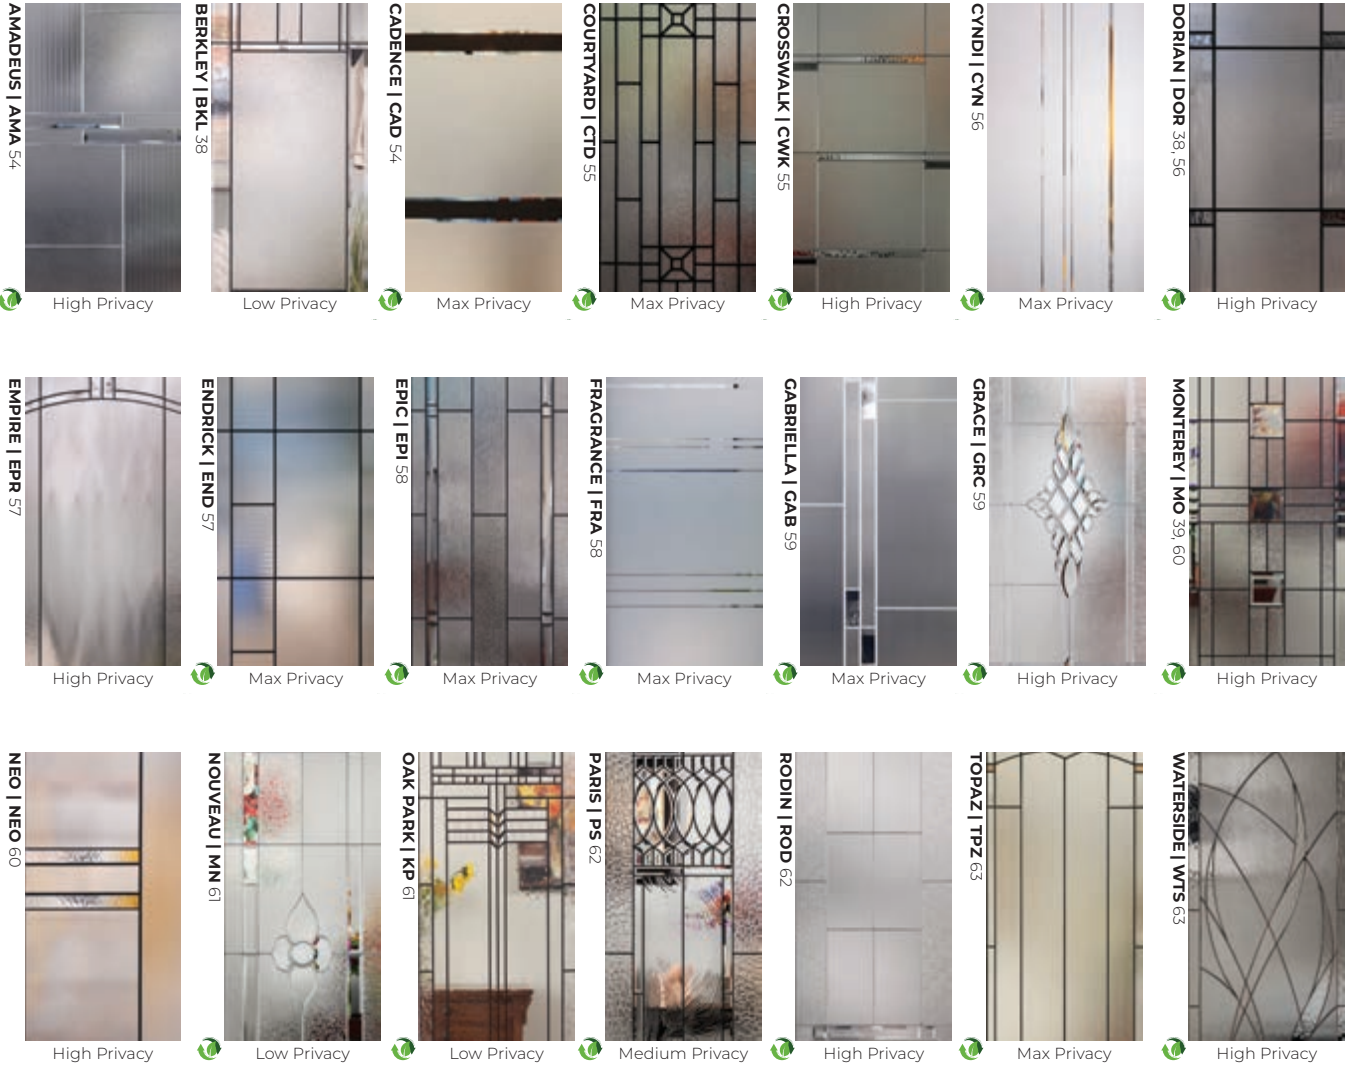 AMADEUS | AMA 54
BERKLEY | BKL 38
CADENCE | CAD 54
COURTYARD | CTD 55
CROSSWALK | CWK 55
CYNDI | CYN 56
DORIAN | DOR 38, 56
High Privacy
Low Privacy
Max Privacy
Max Privacy
High Privacy
Max Privacy
High Privacy
EMPIRE | EPR 57
ENDRICK | END 57
EPIC | EPI 58
FRAGRANCE | FRA 58
GABRIELLA | GAB 59
GRACE | GRC 59
MONTEREY | MO 39, 60
High Privacy
Max Privacy
Max Privacy
Max Privacy
Max Privacy
High Privacy
High Privacy
NEO | NEO 60
NOUVEAU | MN 61
OAK PARK | KP 61
PARIS | PS 62
RODIN | ROD 62
TOPAZ | TPZ 63
WATERSIDE | WTS 63
High Privacy
Low Privacy
Low Privacy
Medium Privacy
High Privacy
Max Privacy
High Privacy